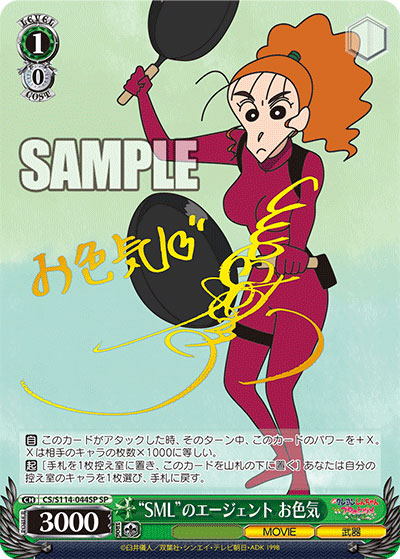 LEVEL
1
0
COST
SAMPLE
お色気
自 このカードがアタックした時、そのターン中、このカードのパワーを＋X。
Xは相手のキャラの枚数×1000に等しい。
起［手札を1枚控え室に置き、このカードを山札の下に置く］あなたは自分の
控え室のキャラを1枚選び、手札に戻す。
CH CS/S114-044SP SP
3000
“SML”のエージェント お色気
MOVIE
武器
©臼井儀人／双葉社・シンエイ・テレビ朝日・ADK 1998